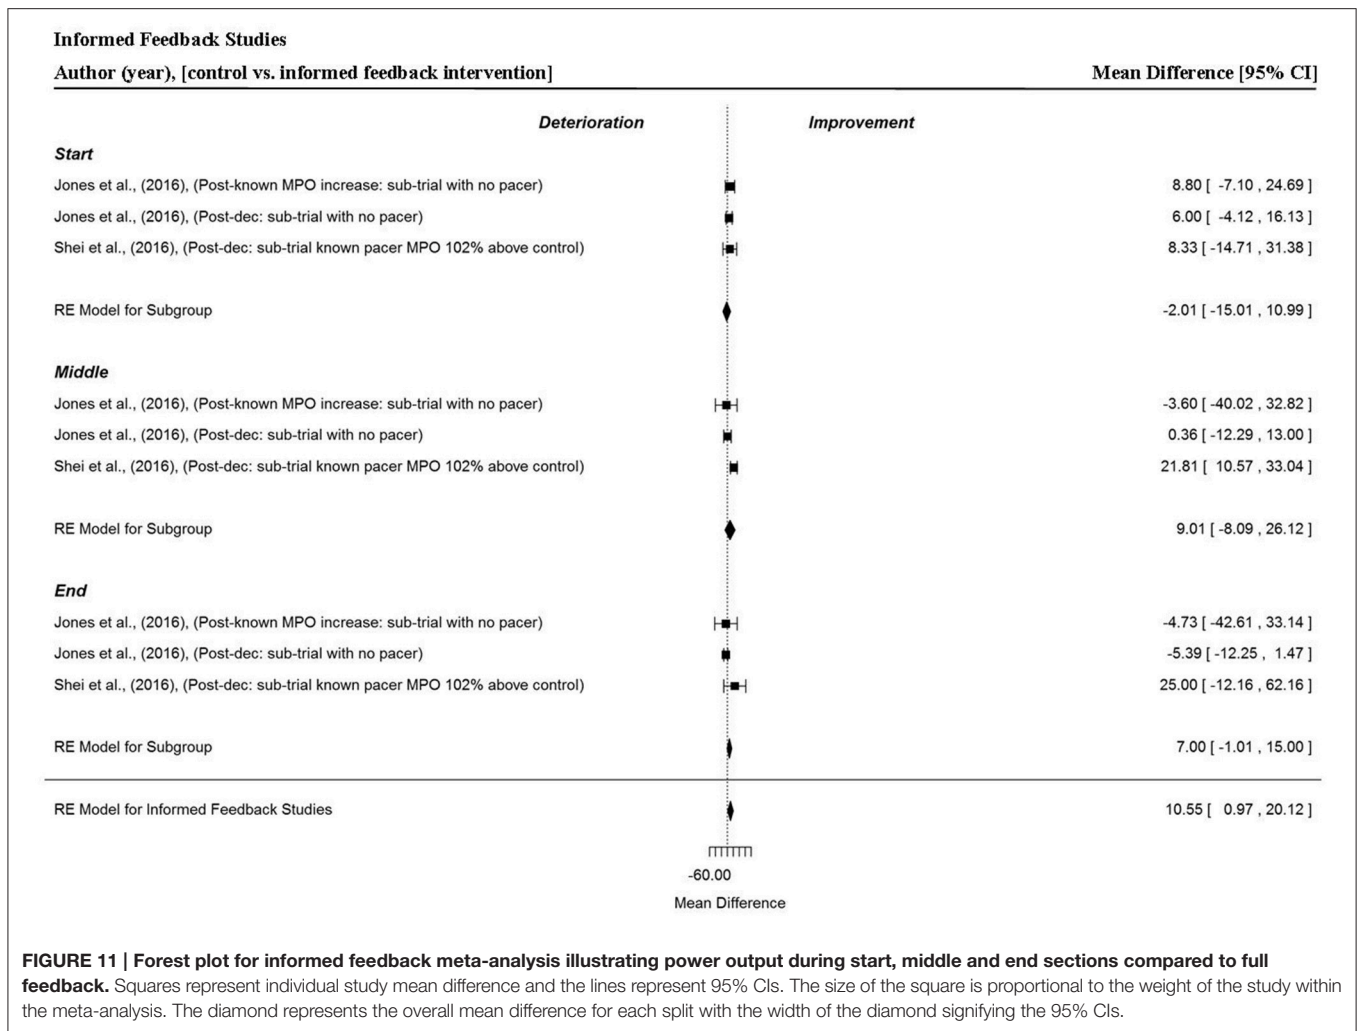 Informed Feedback Studies
Author (year), [control vs. informed feedback intervention] Mean Difference [95% CI]
Deterioration Improvement
Start
Jones et al., (2016), (Post-known MPO increase: sub-trial with no pacer) 8.80 [ -7.10 , 24.69 ]
Jones et al., (2016), (Post-dec: sub-trial with no pacer) 6.00 [ -4.12 , 16.13 ]
Shei et al., (2016), (Post-dec: sub-trial known pacer MPO 102% above control) 8.33 [ -14.71 , 31.38 ]
RE Model for Subgroup -2.01 [ -15.01 , 10.99 ]
Middle
Jones et al., (2016), (Post-known MPO increase: sub-trial with no pacer) -3.60 [ -40.02 , 32.82 ]
Jones et al., (2016), (Post-dec: sub-trial with no pacer) 0.36 [ -12.29 , 13.00 ]
Shei et al., (2016), (Post-dec: sub-trial known pacer MPO 102% above control) 21.81 [ 10.57 , 33.04 ]
RE Model for Subgroup 9.01 [ -8.09 , 26.12 ]
End
Jones et al., (2016), (Post-known MPO increase: sub-trial with no pacer) -4.73 [ -42.61 , 33.14 ]
Jones et al., (2016), (Post-dec: sub-trial with no pacer) -5.39 [ -12.25 , 1.47 ]
Shei et al., (2016), (Post-dec: sub-trial known pacer MPO 102% above control) 25.00 [ -12.16 , 62.16 ]
RE Model for Subgroup 7.00 [ -1.01 , 15.00 ]
RE Model for Informed Feedback Studies 10.55 [ 0.97 , 20.12 ]
-60.00
Mean Difference
FIGURE 11 | Forest plot for informed feedback meta-analysis illustrating power output during start, middle and end sections compared to full
feedback. Squares represent individual study mean difference and the lines represent 95% CIs. The size of the square is proportional to the weight of the study within
the meta-analysis. The diamond represents the overall mean difference for each split with the width of the diamond signifying the 95% CIs.